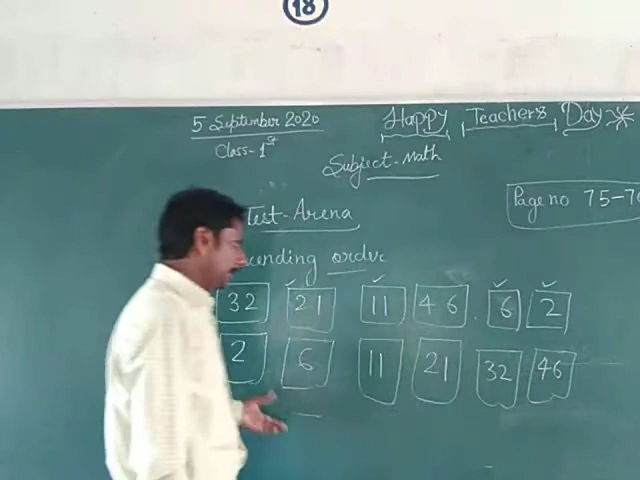 18
5 September 2020
Happy Teachers Day
Class-1st
Subject-Math
Page no 75-7
Test-Arena
cending order
32 21 11 46 6 2
2 6 11 21 32 46